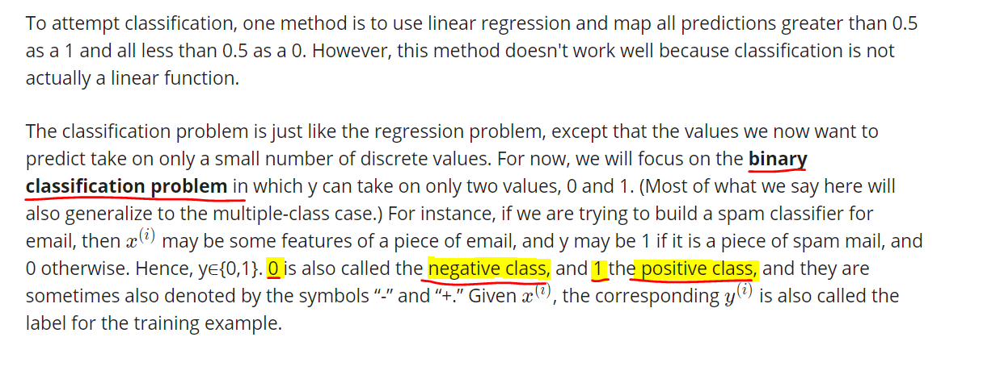 To attempt classification, one method is to use linear regression and map all predictions greater than 0.5
as a 1 and all less than 0.5 as a 0. However, this method doesn't work well because classification is not
actually a linear function.
The classification problem is just like the regression problem, except that the values we now want to
predict take on only a small number of discrete values. For now, we will focus on the binary
classification problem in which y can take on only two values, 0 and 1. (Most of what we say here will
also generalize to the multiple-class case.) For instance, if we are trying to build a spam classifier for
email, then x^(i) may be some features of a piece of email, and y may be 1 if it is a piece of spam mail, and
0 otherwise. Hence, y∈{0,1}. 0 is also called the negative class, and 1 the positive class, and they are
sometimes also denoted by the symbols “-” and “+.” Given x^(i), the corresponding y^(i) is also called the
label for the training example.